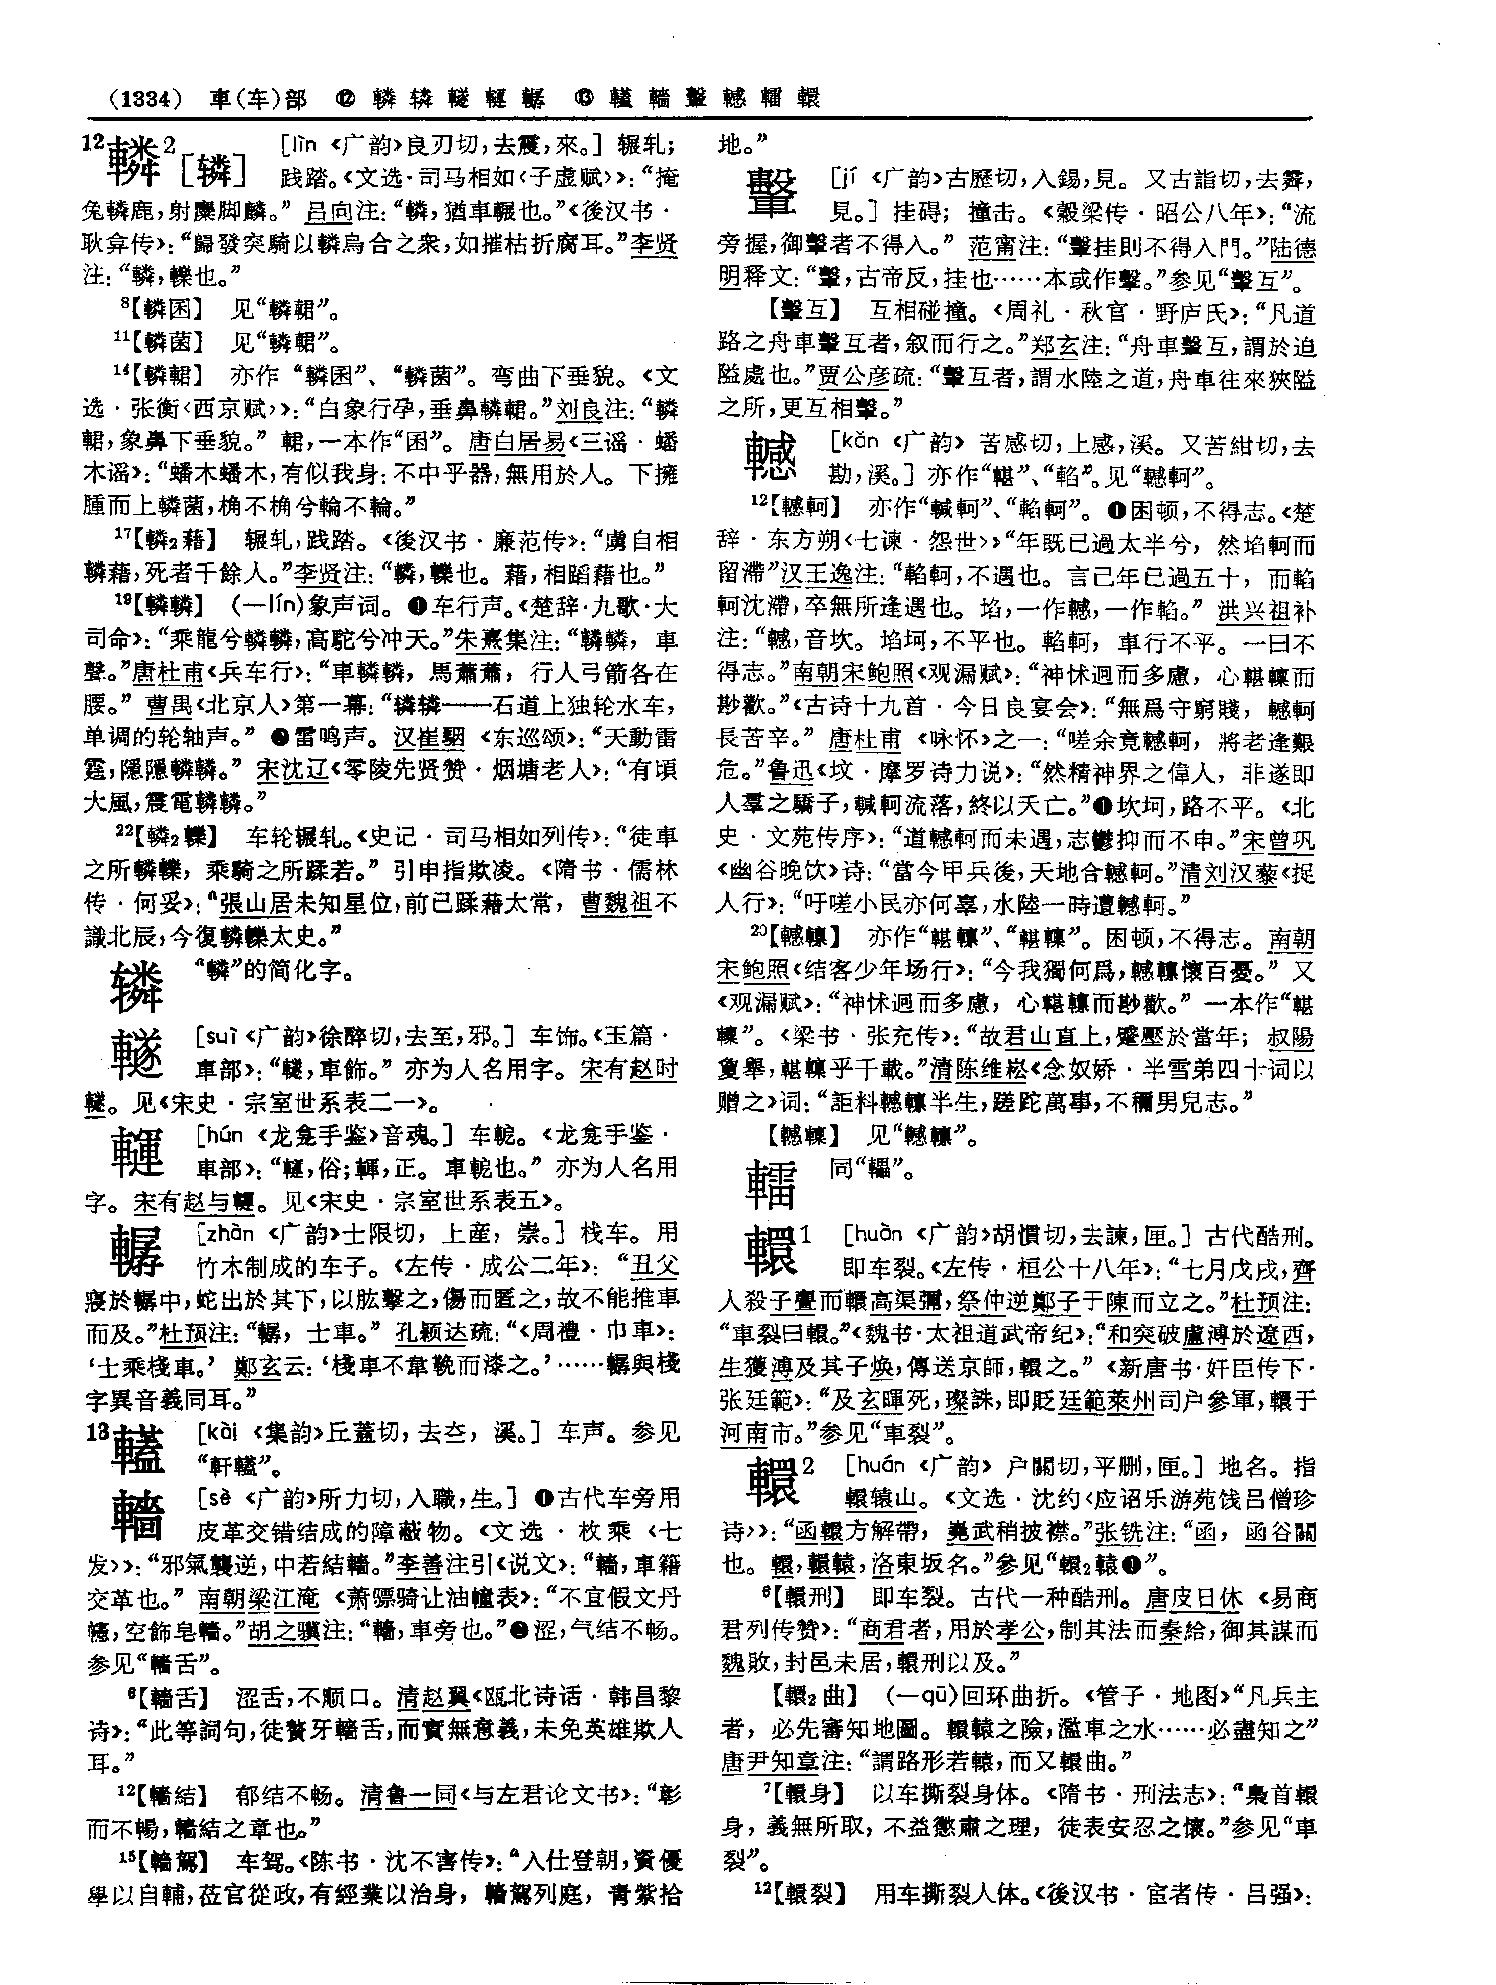 （1334） 車(车)部 ⑫ 轔 辚 䡵 轋 轏 ⑬ 轞 轖 轚 轗 轠 轘
12轔2[辚] [lìn《广韵》良刃切，去震，來。] 辗轧；
践踏。《文选·司马相如〈子虚赋〉》：“掩
兔轔鹿，射麋脚麟。” 吕向注：“轔，猶車輾也。”《後汉书·
耿弇传》：“歸發突騎以轔烏合之衆，如摧枯折腐耳。”李贤
注：“轔，轢也。”
8【轔囷】 见“轔輑”。
11【轔菌】 见“轔輑”。
14【轔輑】 亦作“轔囷”、“轔菌”。弯曲下垂貌。《文
选·张衡〈西京赋〉》：“白象行孕，垂鼻轔輑。”刘良注：“轔
輑，象鼻下垂貌。” 輑，一本作“囷”。唐白居易《三谣·蟠
木谣》：“蟠木蟠木，有似我身：不中乎器，無用於人。下擁
腫而上轔菌，桷不桷兮輪不輪。”
17【轔₂藉】 辗轧，践踏。《後汉书·廉范传》：“虜自相
轔藉，死者千餘人。”李贤注：“轔，轢也。藉，相蹈藉也。”
19【轔轔】 （—lín）象声词。❶车行声。《楚辞·九歌·大
司命》：“乘龍兮轔轔，高駝兮冲天。”朱熹集注：“轔轔，車
聲。”唐杜甫《兵车行》：“車轔轔，馬蕭蕭，行人弓箭各在
腰。” 曹禺《北京人》第一幕：“辚辚——石道上独轮水车，
单调的轮轴声。” ❷雷鸣声。汉崔駰《东巡颂》：“天動雷
霆，隱隱轔轔。” 宋沈辽《零陵先贤赞·烟塘老人》：“有頃
大風，震電轔轔。”
22【轔₂轢】 车轮辗轧。《史记·司马相如列传》：“徒車
之所轔轢，乘騎之所蹂若。” 引申指欺凌。《隋书·儒林
传·何妥》：“張山居未知星位，前已蹂藉太常，曹魏祖不
識北辰，今復轔轢太史。”
辚 “轔”的简化字。
䡵 [suì《广韵》徐醉切，去至，邪。] 车饰。《玉篇·
車部》：“䡵，車飾。” 亦为人名用字。宋有赵时
䡵。见《宋史·宗室世系表二一》。
[hún《龙龛手鉴》音魂。] 车軶。《龙龛手鉴·
車部》：“，俗；，正。車軶也。” 亦为人名用
字。宋有赵与。见《宋史·宗室世系表五》。
轏 [zhàn《广韵》士限切，上産，崇。] 栈车。用
竹木制成的车子。《左传·成公二年》：“丑父
寢於轏中，蛇出於其下，以肱擊之，傷而匿之，故不能推車
而及。”杜预注：“轏，士車。” 孔颖达疏：“《周禮·巾車》：
‘士乘棧車。’ 鄭玄云：‘棧車不革鞔而漆之。’……轏與棧
字異音義同耳。”
13 [kài《集韵》丘蓋切，去夳，溪。] 车声。参见
“軒”。
轖 [sè《广韵》所力切，入職，生。] ❶古代车旁用
皮革交错结成的障蔽物。《文选·枚乘〈七
发〉》：“邪氣襲逆，中若結轖。”李善注引《说文》：“轖，車籍
交革也。” 南朝梁江淹《萧骠骑让油幢表》：“不宜假文丹
幰，空飾皂轖。”胡之骥注：“轖，車旁也。”❷涩，气结不畅。
参见“轖舌”。
6【轖舌】 涩舌，不顺口。清赵翼《瓯北诗话·韩昌黎
诗》：“此等詞句，徒贅牙轖舌，而實無意義，未免英雄欺人
耳。”
12【轖結】 郁结不畅。清鲁一同《与左君论文书》：“彰
而不暢，轖結之章也。”
15【轖駕】 车驾。《陈书·沈不害传》：“入仕登朝，資優
學以自輔，莅官從政，有經業以治身，轖駕列庭，青紫拾
地。”
轚 [jí《广韵》古歷切，入錫，見。又古詣切，去霽，
見。] 挂碍；撞击。《穀梁传·昭公八年》：“流
旁握，御轚者不得入。” 范甯注：“轚挂則不得入門。”陆德
明释文：“轚，古帝反，挂也……本或作擊。”参见“轚互”。
【轚互】 互相碰撞。《周礼·秋官·野庐氏》：“凡道
路之舟車轚互者，叙而行之。”郑玄注：“舟車轚互，謂於迫
隘處也。”贾公彦疏：“轚互者，謂水陸之道，舟車往來狹隘
之所，更互相轚。”
轗 [kǎn《广韵》苦感切，上感，溪。又苦紺切，去
勘，溪。] 亦作“𨌬”、“輡”。见“轗軻”。
12【轗軻】 亦作“轗軻”、“輡軻”。❶困顿，不得志。《楚
辞·东方朔〈七谏·怨世〉》“年既已過太半兮，然埳軻而
留滯”汉王逸注：“輡軻，不遇也。言己年已過五十，而輡
軻沈滯，卒無所逢遇也。埳，一作轗，一作輡。” 洪兴祖补
注：“轗，音坎。埳坷，不平也。輡軻，車行不平。一曰不
得志。”南朝宋鲍照《观漏赋》：“神怵迥而多慮，心𨌬轥而
尠歡。”《古诗十九首·今日良宴会》：“無爲守窮賤，轗軻
長苦辛。” 唐杜甫《咏怀》之一：“嗟余竟轗軻，將老逢艱
危。”鲁迅《坟·摩罗诗力说》：“然精神界之偉人，非遂即
人羣之驕子，轗軻流落，終以夭亡。”❶坎坷，路不平。《北
史·文苑传序》：“道轗軻而未遇，志鬱抑而不申。”宋曾巩
《幽谷晚饮》诗：“當今甲兵後，天地合轗軻。”清刘汉藜《捉
人行》：“吁嗟小民亦何辜，水陸一時遭轗軻。”
20【轗】 亦作“”、“”。困顿，不得志。南朝
宋鲍照《结客少年场行》：“今我獨何爲，轗懷百憂。” 又
《观漏赋》：“神怵迥而多慮，心而尠歡。” 一本作“
”。《梁书·张充传》：“故君山直上，蹙壓於當年；叔陽
敻舉，乎千載。”清陈维崧《念奴娇·半雪弟四十词以
赠之》词：“詎料轗半生，蹉跎萬事，不稱男兒志。”
【轗】 见“轗”。
同“轠”。
轘1 [huàn《广韵》胡慣切，去諫，匣。] 古代酷刑。
即车裂。《左传·桓公十八年》：“七月戊戌，齊
人殺子亹而轘高渠彌，祭仲逆鄭子于陳而立之。”杜预注：
“車裂曰轘。”《魏书·太祖道武帝纪》：“和突破盧溥於遼西，
生獲溥及其子焕，傳送京師，轘之。”《新唐书·奸臣传下·
张廷範》：“及玄暉死，璨誅，即貶廷範萊州司户參軍，轘于
河南市。”参见“車裂”。
轘2 [huán《广韵》户關切，平删，匣。] 地名。指
轘辕山。《文选·沈约〈应诏乐游苑饯吕僧珍
诗〉》：“函轘方解帶，嶢武稍披襟。”张铣注：“函，函谷關
也。轘，轘轅，洛東坂名。”参见“轘₂轅❶”。
6【轘刑】 即车裂。古代一种酷刑。唐皮日休《易商
君列传赞》：“商君者，用於孝公，制其法而秦給，御其謀而
魏敗，封邑未居，轘刑以及。”
【轘₂曲】 （—qū）回环曲折。《管子·地图》“凡兵主
者，必先審知地圖。轘轅之險，濫車之水……必盡知之”
唐尹知章注：“謂路形若轅，而又轘曲。”
7【轘身】 以车撕裂身体。《隋书·刑法志》：“梟首轘
身，義無所取，不益懲肅之理，徒表安忍之懷。”参见“車
裂”。
12【轘裂】 用车撕裂人体。《後汉书·宦者传·吕强》：